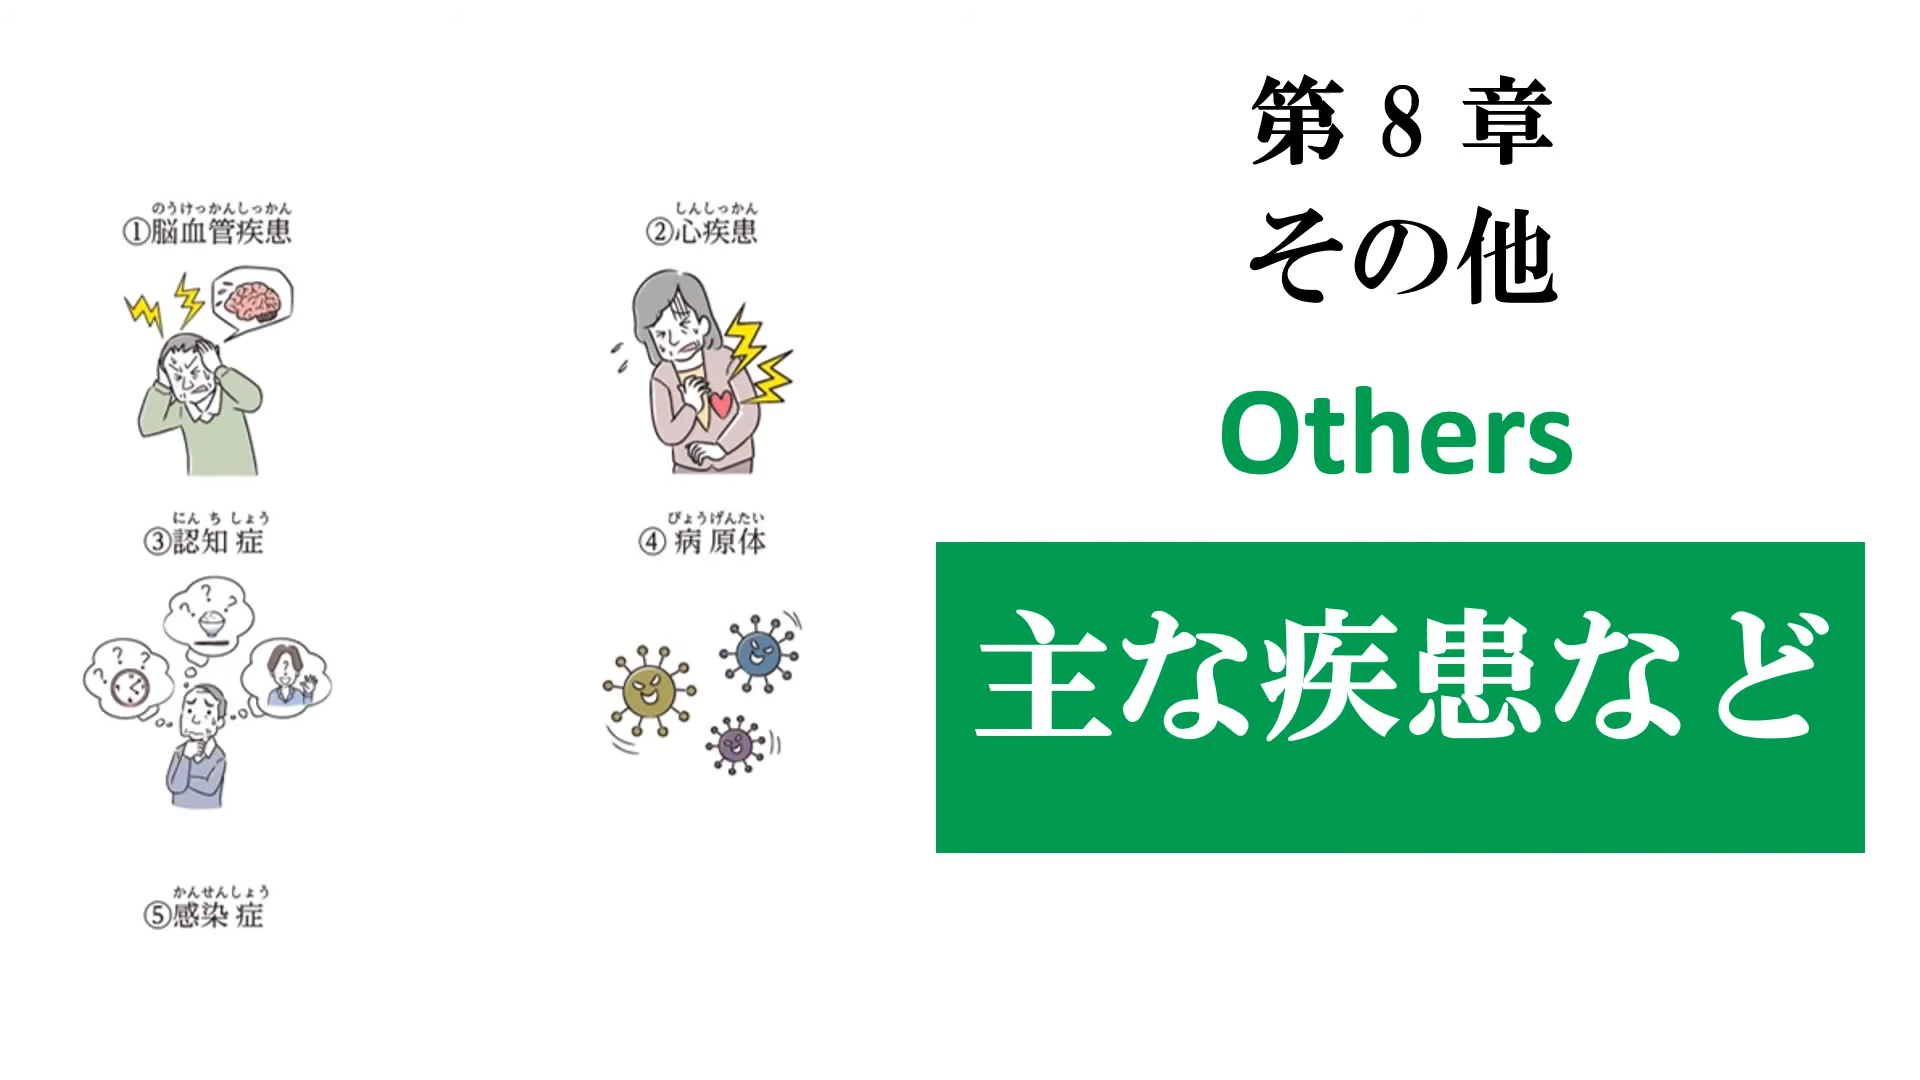 のうけっかんしっかん
①脳血管疾患
しんしっかん
②心疾患
にんちしょう
③認知症
びょうげんたい
④病原体
かんせんしょう
⑤感染症
第8章
その他
Others
主な疾患など